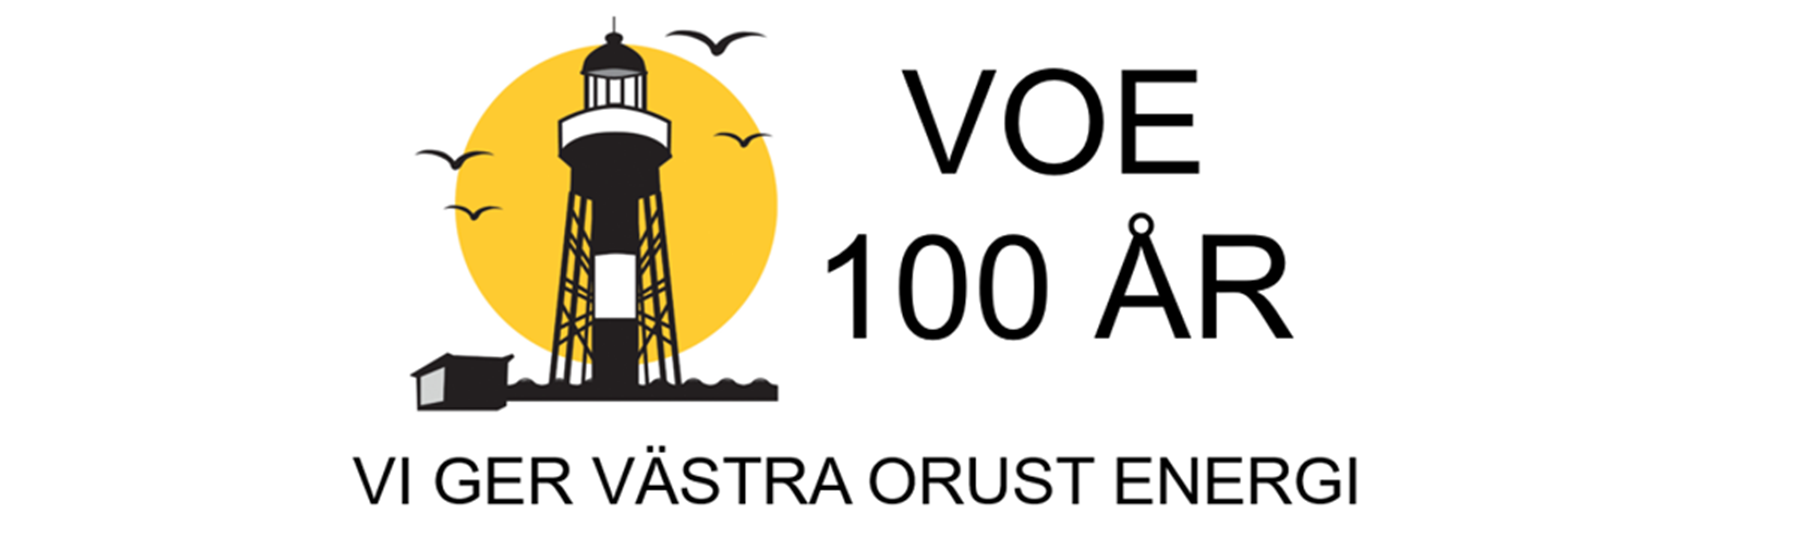 VOE
100 ÅR
VI GER VÄSTRA ORUST ENERGI